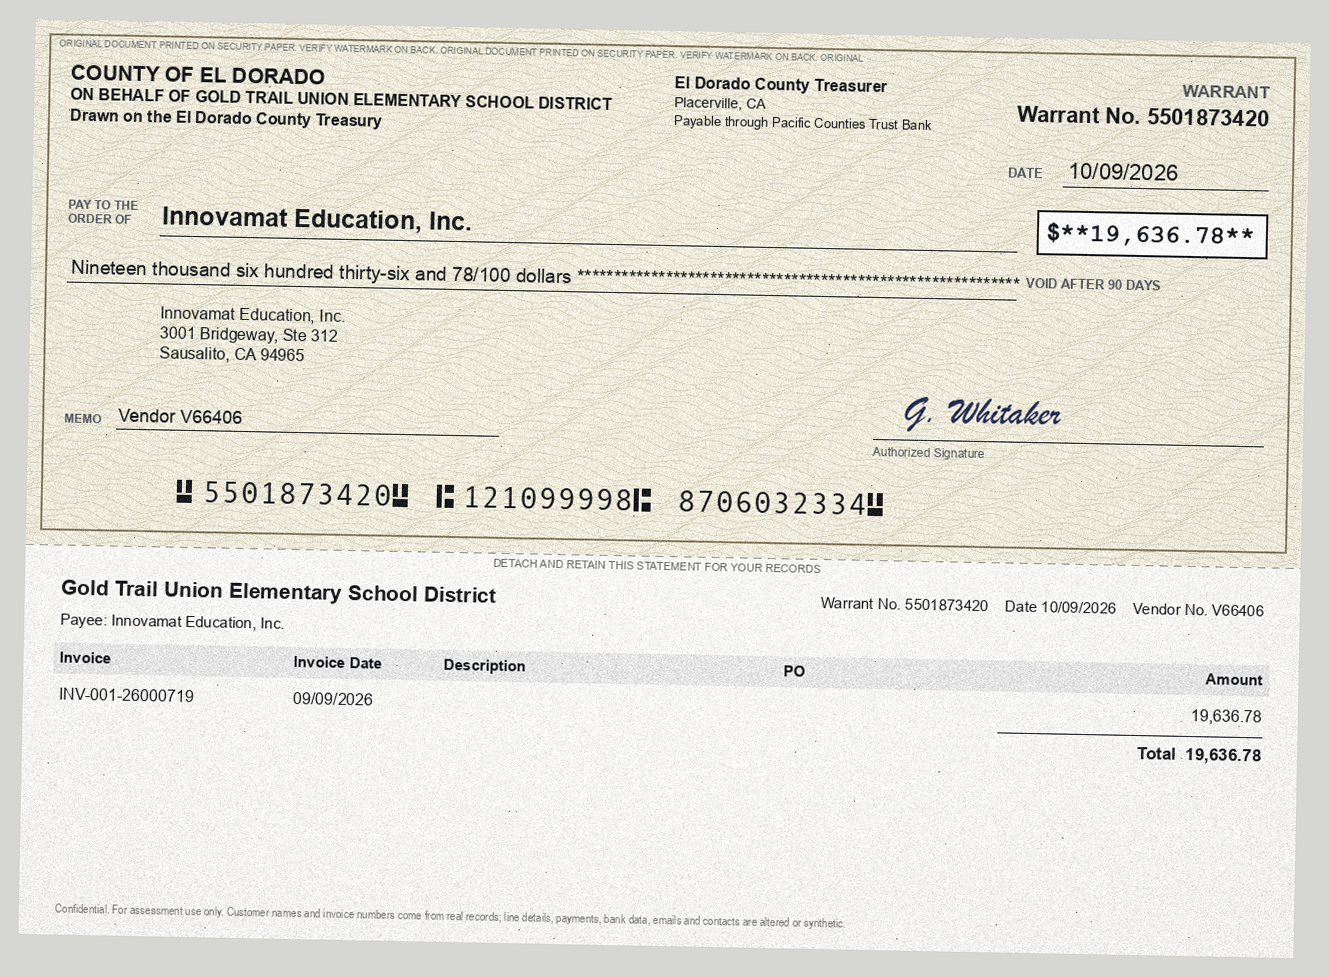 ORIGINAL DOCUMENT PRINTED ON SECURITY PAPER. VERIFY WATERMARK ON BACK. ORIGINAL DOCUMENT PRINTED ON SECURITY PAPER. VERIFY WATERMARK ON BACK. ORIGINAL
COUNTY OF EL DORADO
ON BEHALF OF GOLD TRAIL UNION ELEMENTARY SCHOOL DISTRICT
Drawn on the El Dorado County Treasury
El Dorado County Treasurer
Placerville, CA
Payable through Pacific Counties Trust Bank
WARRANT
Warrant No. 5501873420
DATE 10/09/2026
PAY TO THE
ORDER OF
Innovamat Education, Inc.
$**19,636.78**
Nineteen thousand six hundred thirty-six and 78/100 dollars ************************************************************ VOID AFTER 90 DAYS
Innovamat Education, Inc.
3001 Bridgeway, Ste 312
Sausalito, CA 94965
MEMO Vendor V66406
G. Whitaker
Authorized Signature
⑈5501873420⑈ ⑆121099998⑆ 8706032334⑈
DETACH AND RETAIN THIS STATEMENT FOR YOUR RECORDS
Gold Trail Union Elementary School District
Warrant No. 5501873420 Date 10/09/2026 Vendor No. V66406
Payee: Innovamat Education, Inc.
Invoice Invoice Date Description PO Amount
INV-001-26000719 09/09/2026 19,636.78
Total 19,636.78
Confidential. For assessment use only. Customer names and invoice numbers come from real records; line details, payments, bank data, emails and contacts are altered or synthetic.